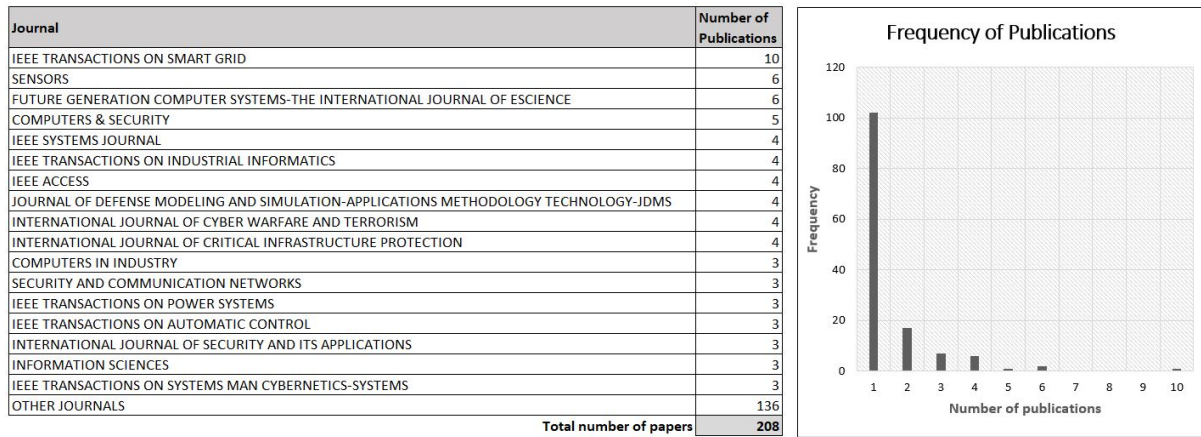 Journal Number of Publications
IEEE TRANSACTIONS ON SMART GRID 10
SENSORS 6
FUTURE GENERATION COMPUTER SYSTEMS-THE INTERNATIONAL JOURNAL OF ESCIENCE 6
COMPUTERS & SECURITY 5
IEEE SYSTEMS JOURNAL 4
IEEE TRANSACTIONS ON INDUSTRIAL INFORMATICS 4
IEEE ACCESS 4
JOURNAL OF DEFENSE MODELING AND SIMULATION-APPLICATIONS METHODOLOGY TECHNOLOGY-JDMS 4
INTERNATIONAL JOURNAL OF CYBER WARFARE AND TERRORISM 4
INTERNATIONAL JOURNAL OF CRITICAL INFRASTRUCTURE PROTECTION 4
COMPUTERS IN INDUSTRY 3
SECURITY AND COMMUNICATION NETWORKS 3
IEEE TRANSACTIONS ON POWER SYSTEMS 3
IEEE TRANSACTIONS ON AUTOMATIC CONTROL 3
INTERNATIONAL JOURNAL OF SECURITY AND ITS APPLICATIONS 3
INFORMATION SCIENCES 3
IEEE TRANSACTIONS ON SYSTEMS MAN CYBERNETICS-SYSTEMS 3
OTHER JOURNALS 136
Total number of papers 208
Frequency of Publications
120
100
80
60
40
20
0
Frequency
1 2 3 4 5 6 7 8 9 10
Number of publications